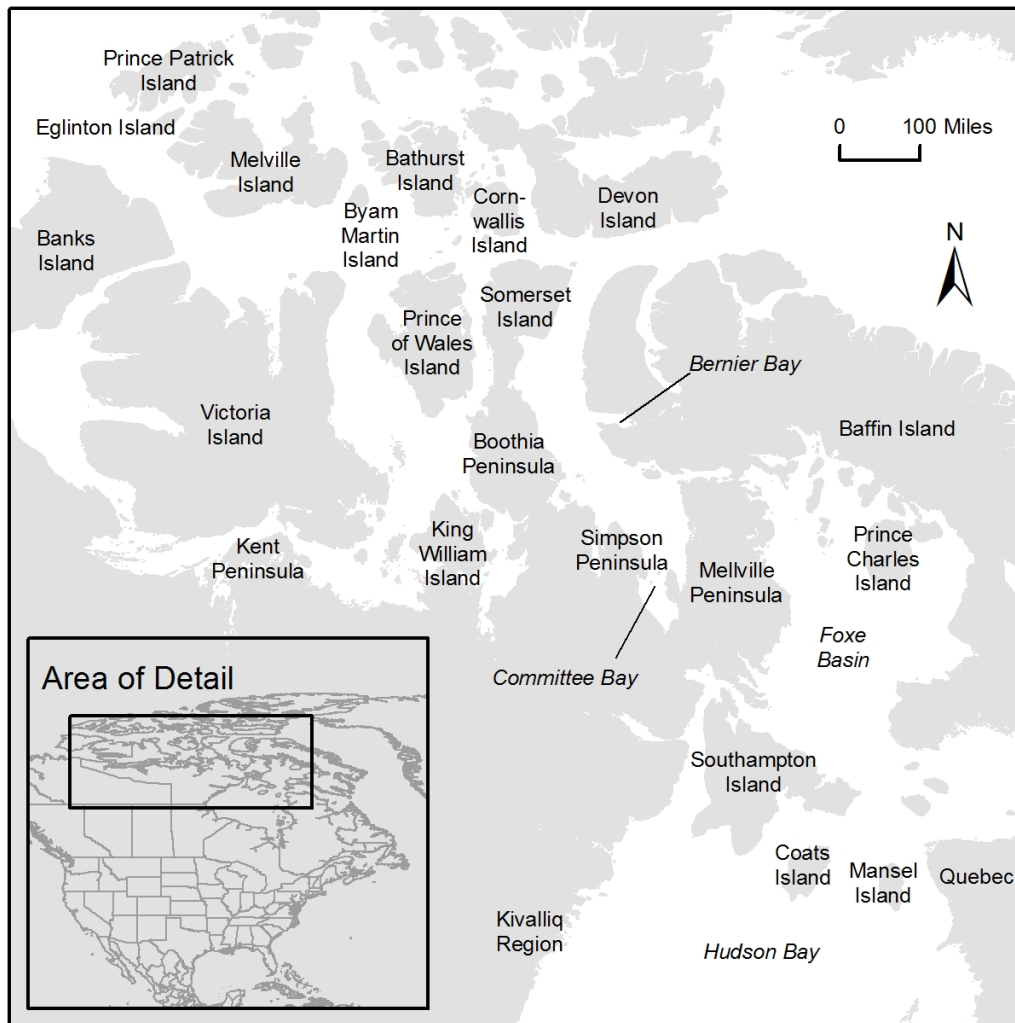 Prince Patrick
Island
Eglinton Island
Melville
Island
Bathurst
Island
0 100 Miles
Byam
Martin
Island
Corn-
wallis
Island
Devon
Island
Banks
Island
N
Somerset
Island
Prince
of Wales
Island
Bernier Bay
Victoria
Island
Boothia
Peninsula
Baffin Island
Kent
Peninsula
King
William
Island
Simpson
Peninsula
Mellville
Peninsula
Prince
Charles
Island
Foxe
Basin
Committee Bay
Area of Detail
Southampton
Island
Coats
Island
Mansel
Island
Quebec
Kivalliq
Region
Hudson Bay